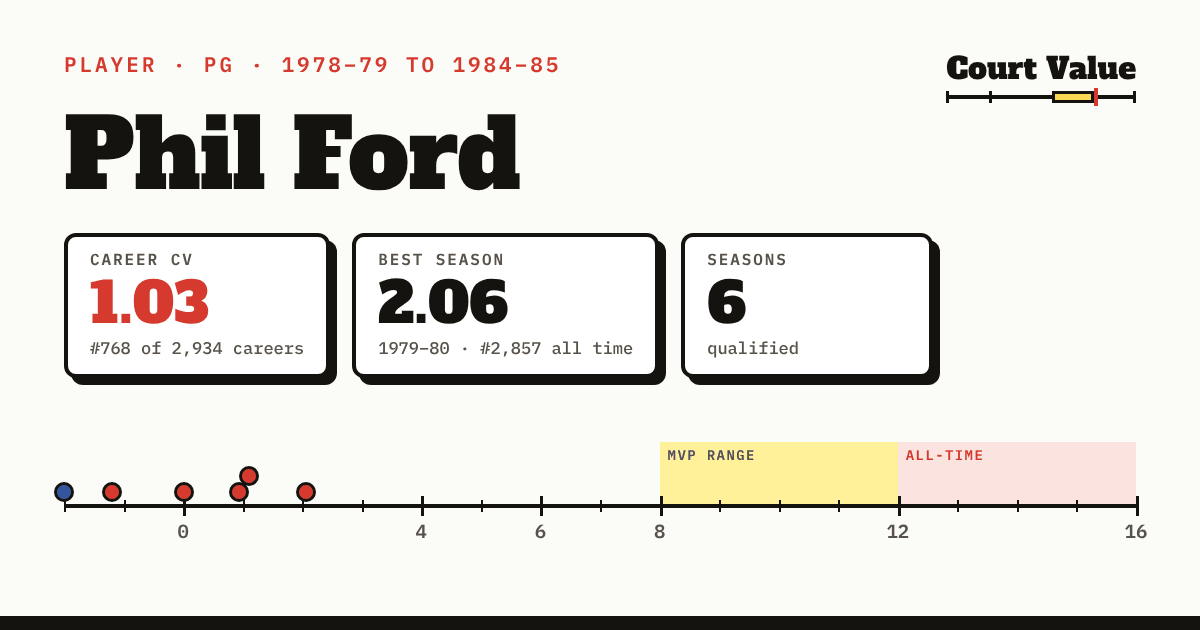 PLAYER · PG · 1978–79 TO 1984–85
Court Value
Phil Ford
CAREER CV
1.03
#768 of 2,934 careers
BEST SEASON
2.06
1979–80 · #2,857 all time
SEASONS
6
qualified
MVP RANGE
ALL-TIME
0 4 6 8 12 16